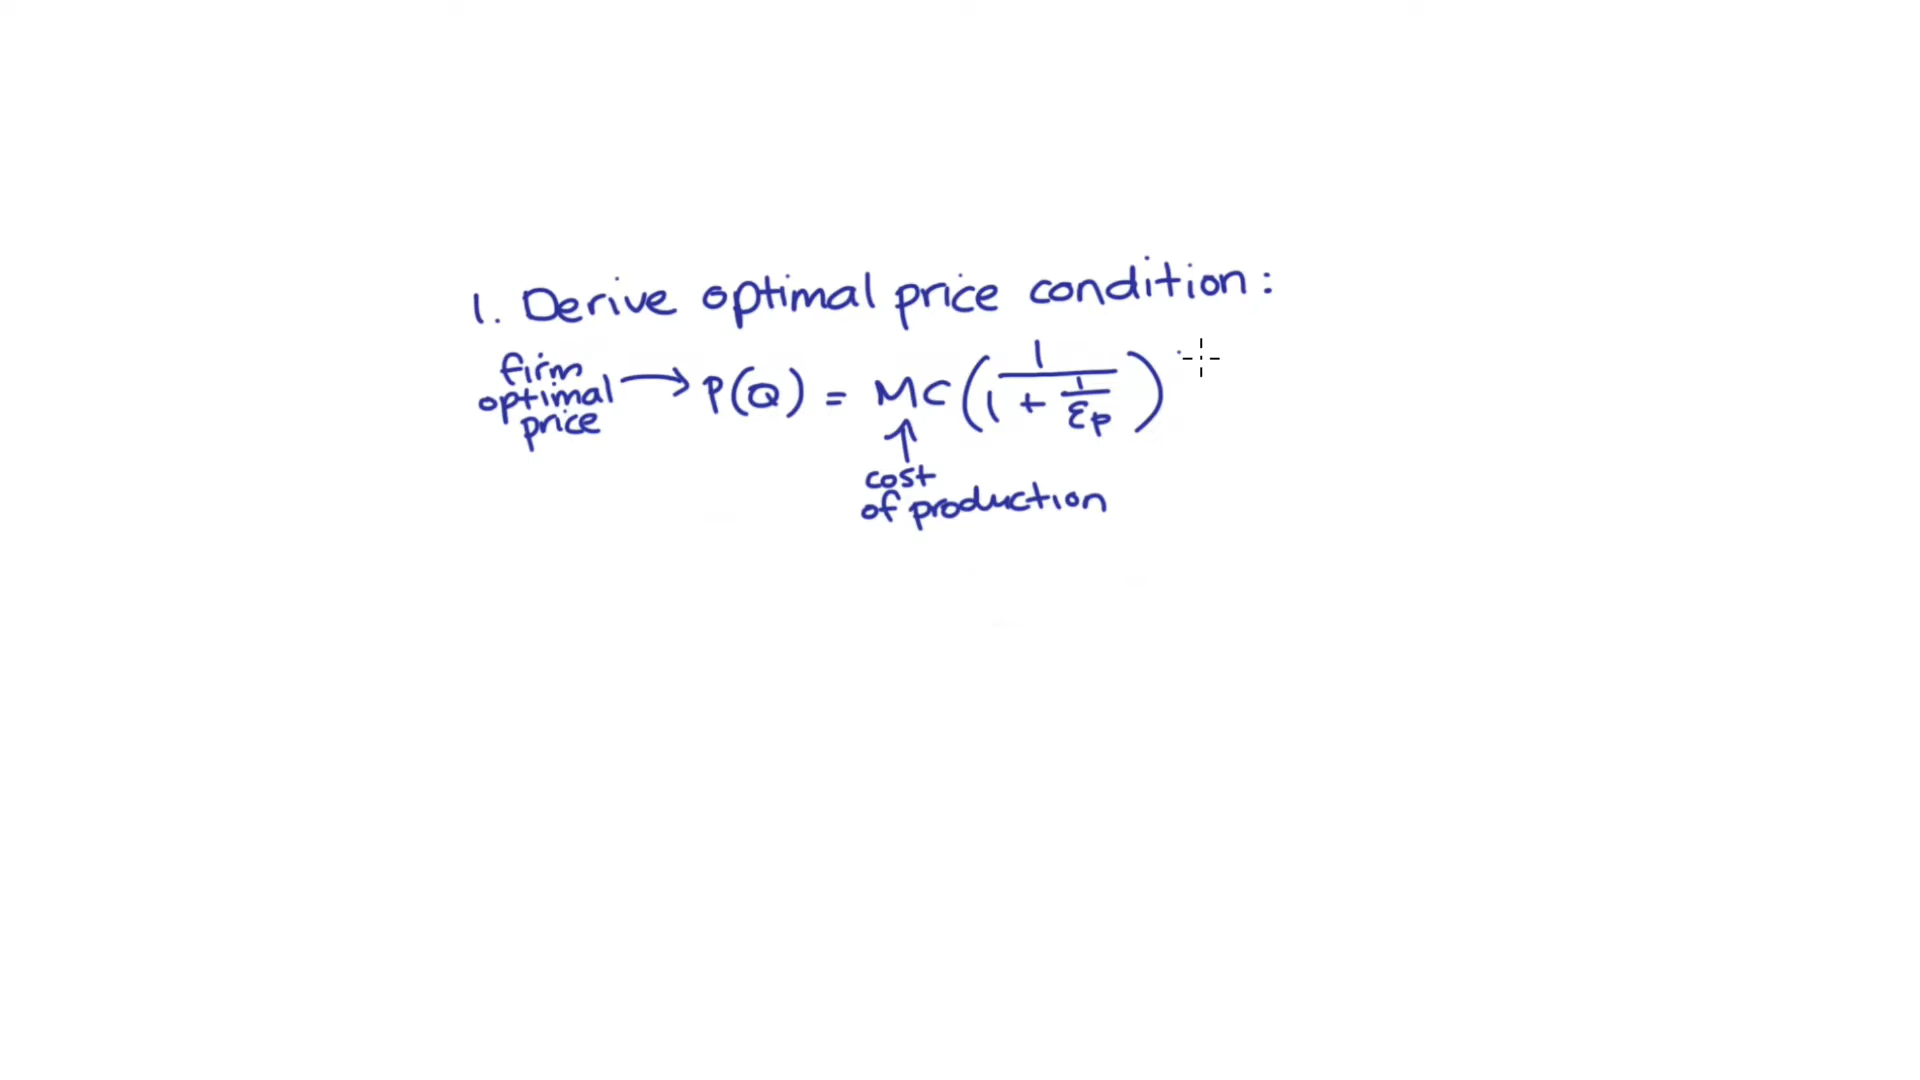 1. Derive optimal price condition:
firm
optimal
price
P(Q) = MC(1/(1 + 1/εp))
cost
of production